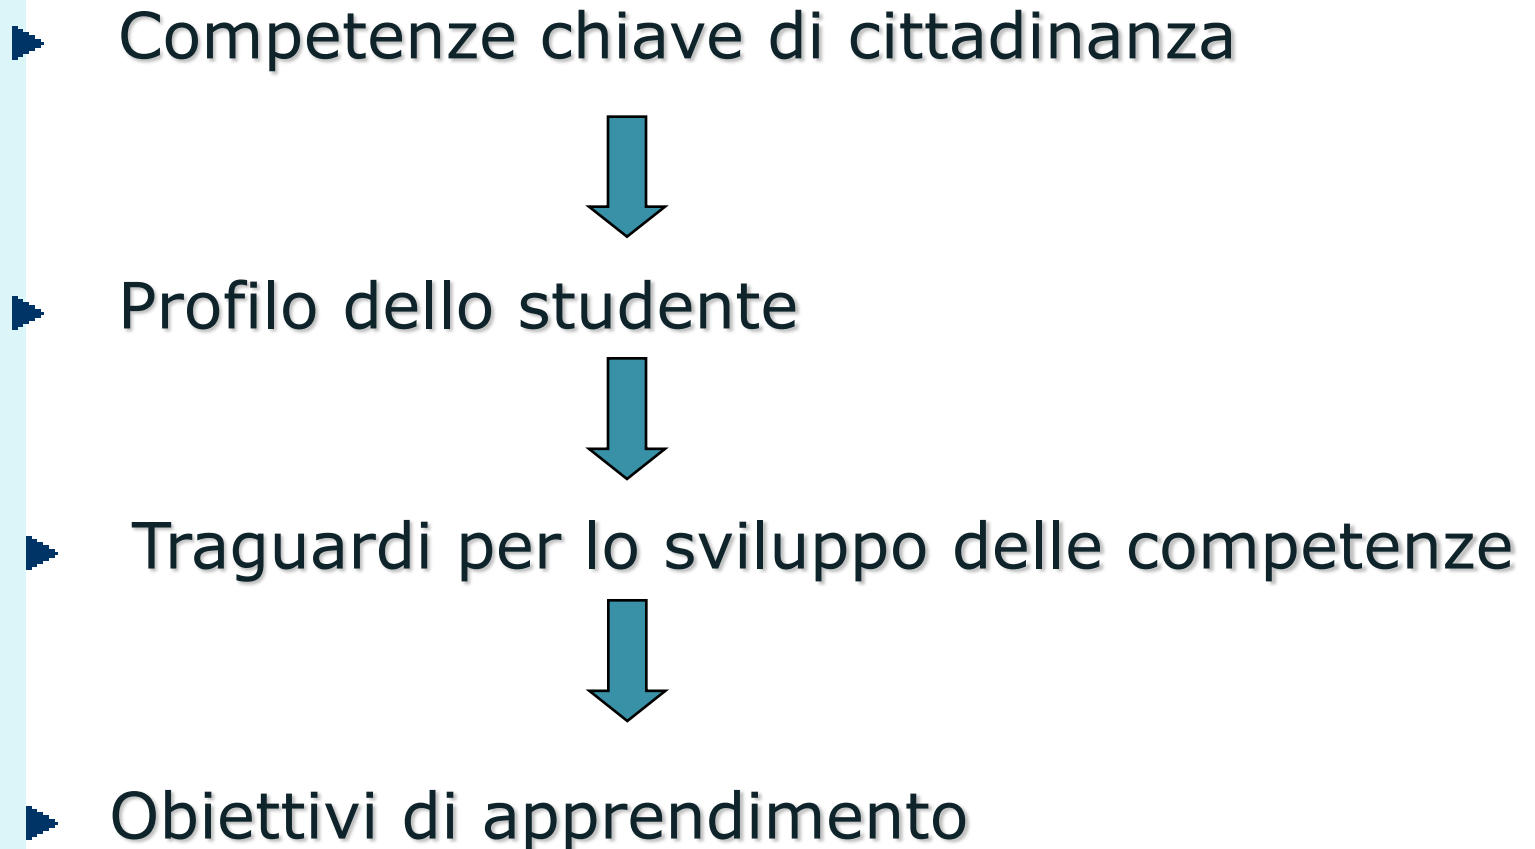 Competenze chiave di cittadinanza
Profilo dello studente
Traguardi per lo sviluppo delle competenze
Obiettivi di apprendimento